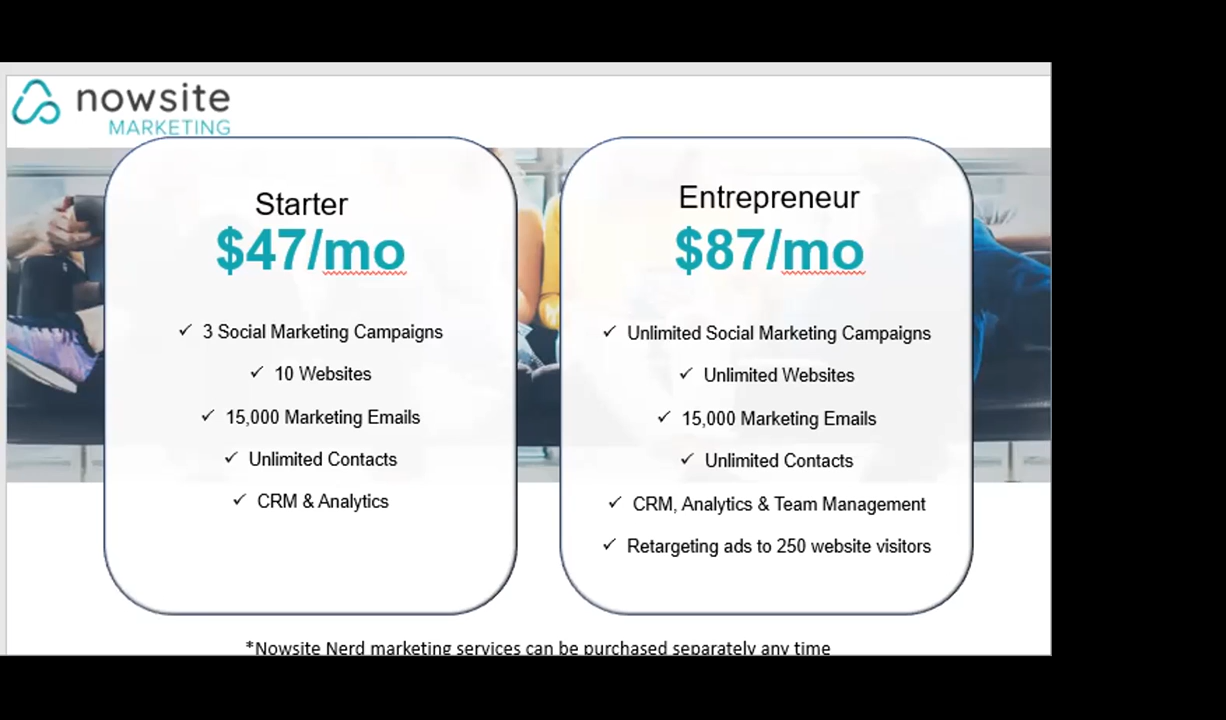 nowsite
MARKETING
Starter
$47/mo
✓ 3 Social Marketing Campaigns
✓ 10 Websites
✓ 15,000 Marketing Emails
✓ Unlimited Contacts
✓ CRM & Analytics
Entrepreneur
$87/mo
✓ Unlimited Social Marketing Campaigns
✓ Unlimited Websites
✓ 15,000 Marketing Emails
✓ Unlimited Contacts
✓ CRM, Analytics & Team Management
✓ Retargeting ads to 250 website visitors
*Nowsite Nerd marketing services can be purchased separately any time